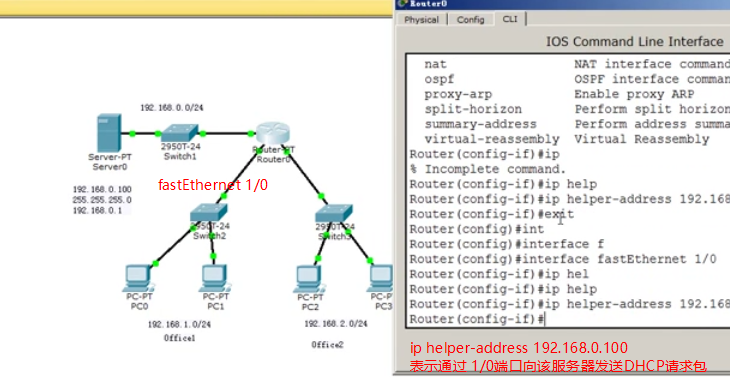 Router0
Physical Config CLI
IOS Command Line Interface
nat NAT interface command
ospf OSPF interface comman
proxy-arp Enable proxy ARP
split-horizon Perform split horizon
summary-address Perform address summa
virtual-reassembly Virtual Reassembly
Router(config-if)#ip
% Incomplete command.
Router(config-if)#ip help
Router(config-if)#ip helper-address 192.168
Router(config-if)#exit
Router(config)#int
Router(config)#interface f
Router(config)#interface fastEthernet 1/0
Router(config-if)#ip hel
Router(config-if)#ip help
Router(config-if)#ip helper-address 192.168
Router(config-if)#
ip helper-address 192.168.0.100
表示通过 1/0端口向该服务器发送DHCP请求包
192.168.0.0/24
Server-PT
Server0
2950T-24
Switch1
Router-PT
Router0
192.168.0.100
255.255.255.0
192.168.0.1
fastEthernet 1/0
2950T-24
Switch2
2950T-24
Switch3
PC-PT
PC0
PC-PT
PC1
PC-PT
PC2
PC-PT
PC3
192.168.1.0/24
Office1
192.168.2.0/24
Office2